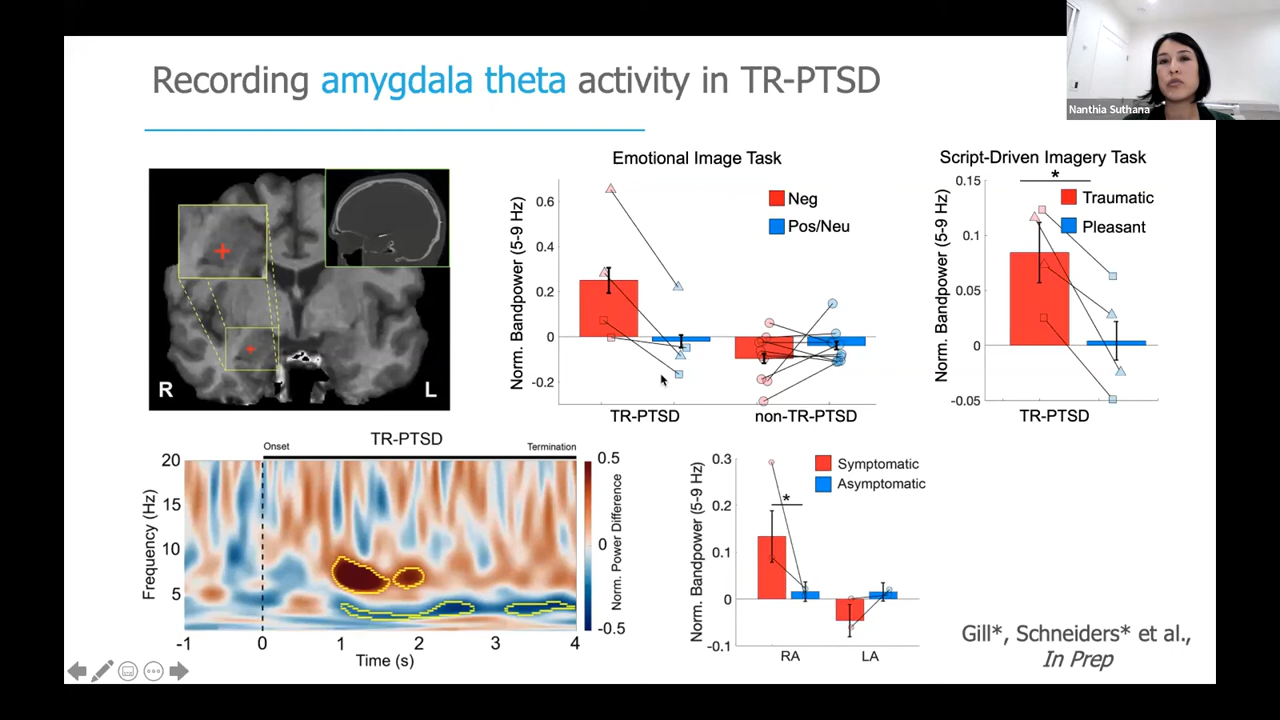 Recording amygdala theta activity in TR-PTSD
Nanthia Suthana
R
L
Emotional Image Task
Norm. Bandpower (5-9 Hz)
0.6
0.4
0.2
0
-0.2
Neg
Pos/Neu
TR-PTSD
non-TR-PTSD
Script-Driven Imagery Task
Norm. Bandpower (5-9 Hz)
0.15
0.1
0.05
0
-0.05
*
Traumatic
Pleasant
TR-PTSD
TR-PTSD
Onset
Termination
Frequency (Hz)
20
15
10
5
-1
0
1
2
3
4
Time (s)
0.5
0
-0.5
Norm. Power Difference
Norm. Bandpower (5-9 Hz)
0.3
0.2
0.1
0
-0.1
*
Symptomatic
Asymptomatic
RA
LA
Gill*, Schneiders* et al.,
In Prep